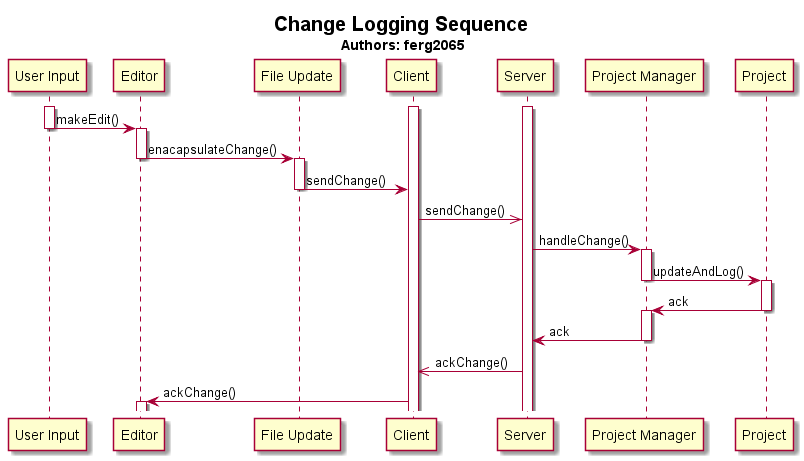 Change Logging Sequence
Authors: ferg2065
User Input Editor File Update Client Server Project Manager Project
makeEdit()
enacapsulateChange()
sendChange()
sendChange()
handleChange()
updateAndLog()
ack
ack
ackChange()
ackChange()
User Input Editor File Update Client Server Project Manager Project